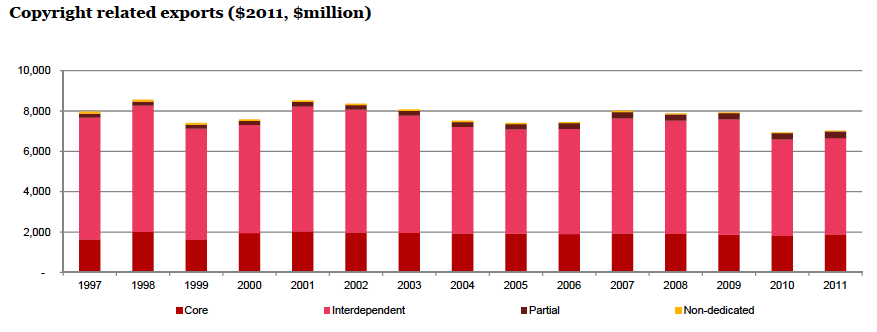 Copyright related exports ($2011, $million)
10,000
8,000
6,000
4,000
2,000
-
1997 1998 1999 2000 2001 2002 2003 2004 2005 2006 2007 2008 2009 2010 2011
Core Interdependent Partial Non-dedicated